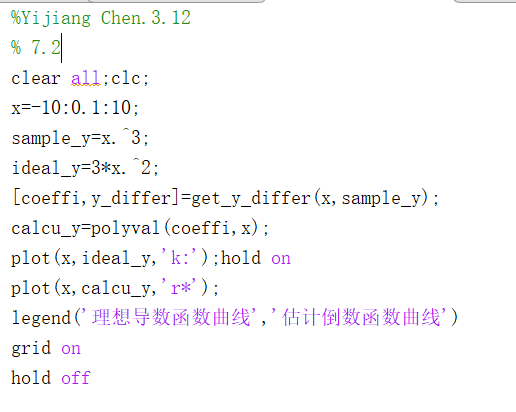 %Yijiang Chen.3.12
% 7.2
clear all;clc;
x=-10:0.1:10;
sample_y=x.^3;
ideal_y=3*x.^2;
[coeffi,y_differ]=get_y_differ(x,sample_y);
calcu_y=polyval(coeffi,x);
plot(x,ideal_y,'k:');hold on
plot(x,calcu_y,'r*');
legend('理想导数函数曲线','估计倒数函数曲线')
grid on
hold off